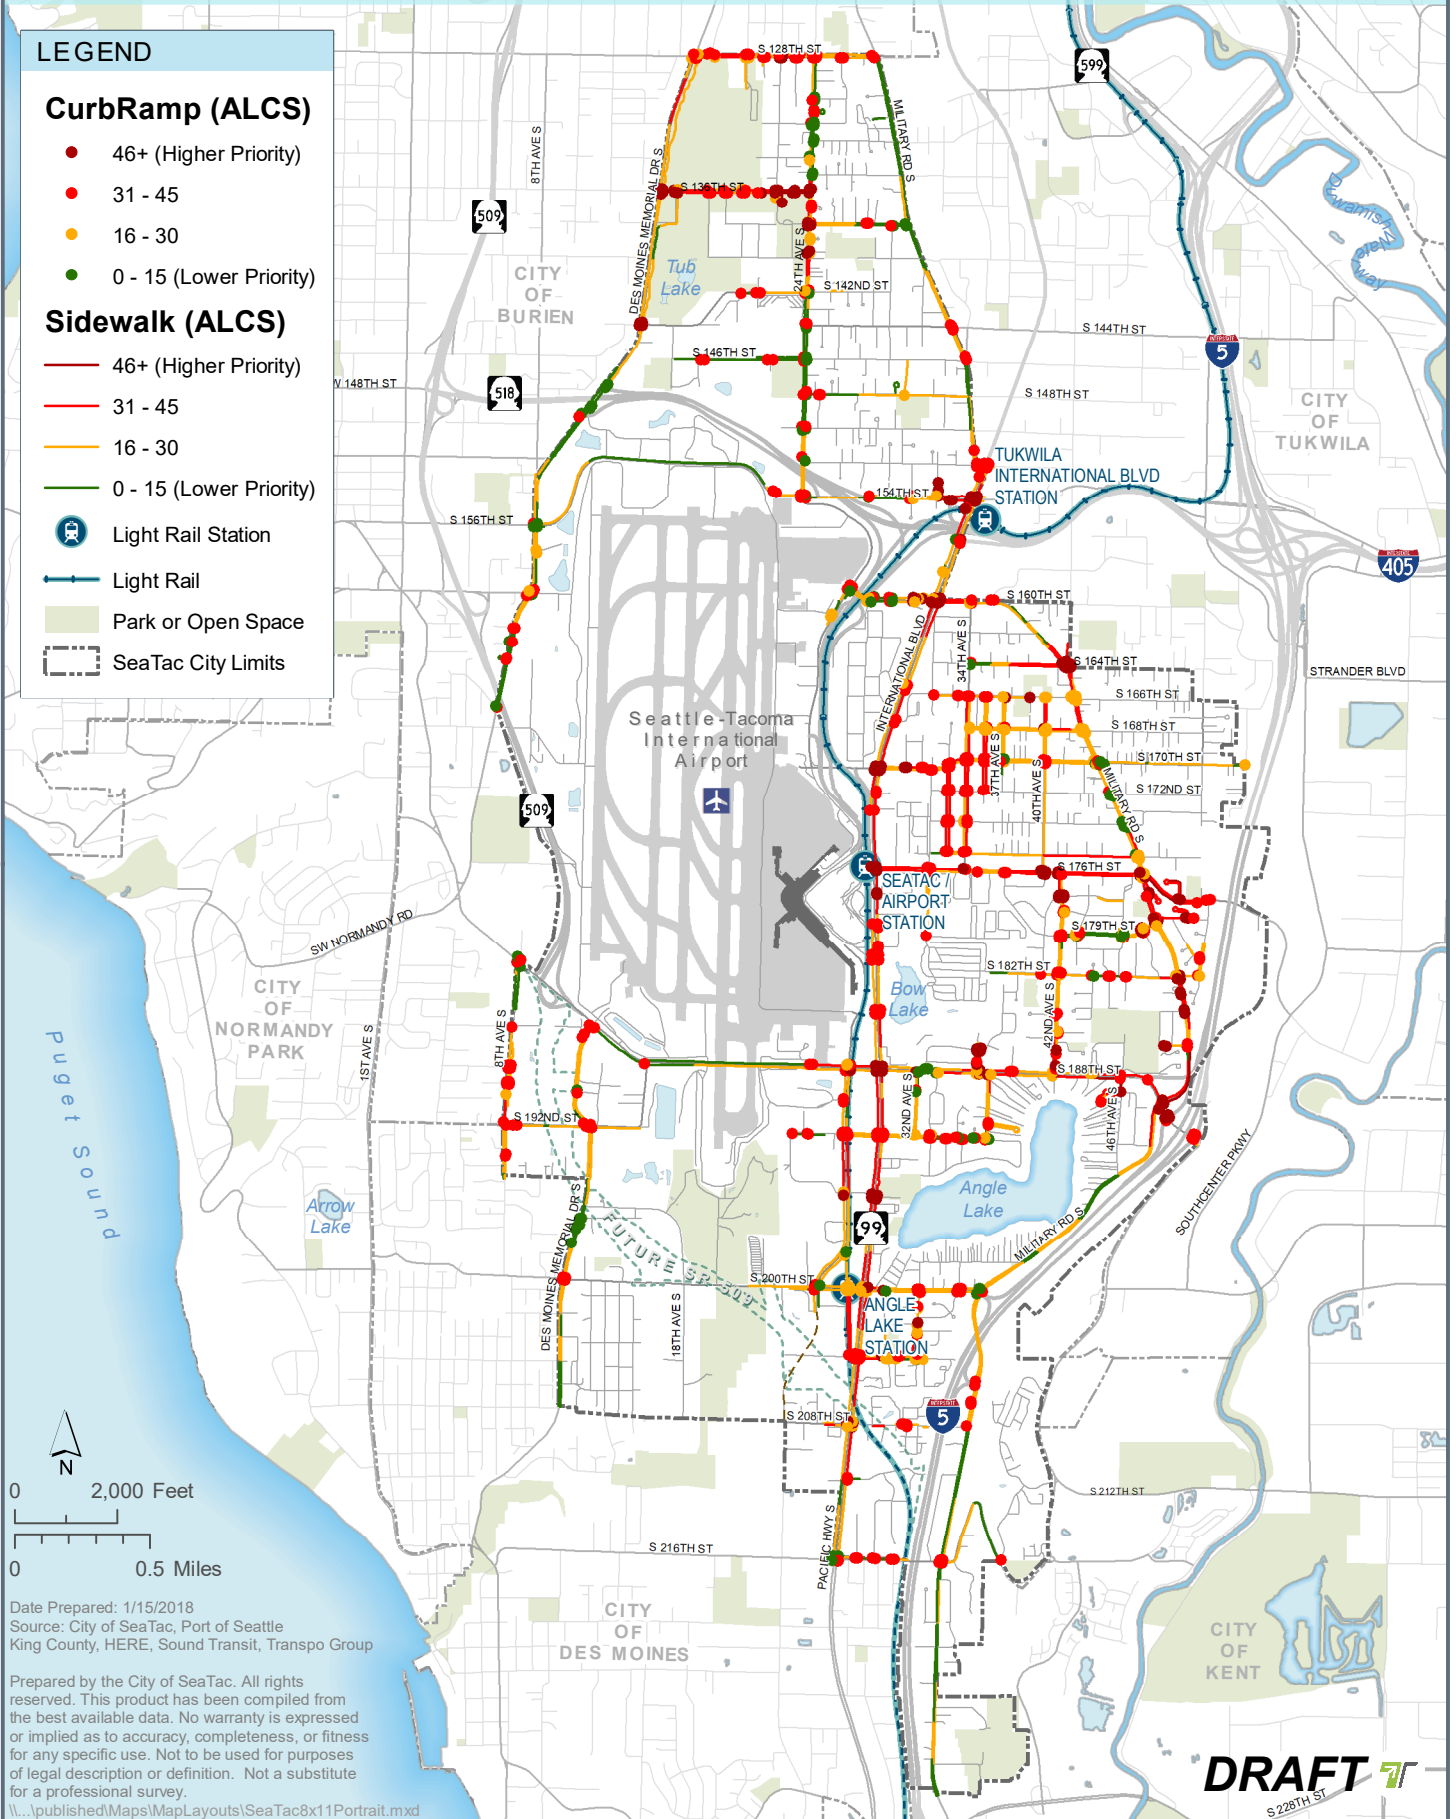 LEGEND
CurbRamp (ALCS)
46+ (Higher Priority)
31 - 45
16 - 30
0 - 15 (Lower Priority)
Sidewalk (ALCS)
46+ (Higher Priority)
31 - 45
16 - 30
0 - 15 (Lower Priority)
Light Rail Station
Light Rail
Park or Open Space
SeaTac City Limits
S 128TH ST
599
MILITARY RD S
8TH AVE S
DES MOINES MEMORIAL DR S
S 136TH ST
509
24TH AVE S
Duwamish Waterway
CITY
OF
BURIEN
Tub
Lake
S 142ND ST
S 144TH ST
INTERSTATE
5
S 146TH ST
518
S 148TH ST
CITY
OF
TUKWILA
TUKWILA
INTERNATIONAL BLVD
STATION
154TH ST
S 156TH ST
INTERSTATE
405
S 160TH ST
INTERNATIONAL BLVD
34TH AVE S
S 164TH ST
STRANDER BLVD
S 166TH ST
Seattle-Tacoma
International
Airport
S 168TH ST
37TH AVE S
S 170TH ST
40TH AVE S
MILITARY RD S
S 172ND ST
509
S 176TH ST
SEATAC /
AIRPORT
STATION
SW NORMANDY RD
S 179TH ST
S 182TH ST
Bow
Lake
CITY
OF
NORMANDY
PARK
42ND AVE S
Puget Sound
1ST AVE S
8TH AVE S
S 188TH ST
32ND AVE S
46TH AVE S
S 192ND ST
SOUTHCENTER PKWY
Arrow
Lake
Angle
Lake
99
DES MOINES MEMORIAL DR S
FUTURE SR 509
MILITARY RD S
S 200TH ST
18TH AVE S
ANGLE
LAKE
STATION
INTERSTATE
5
S 208TH ST
N
0 2,000 Feet
0 0.5 Miles
S 212TH ST
PACIFIC HWY S
S 216TH ST
CITY
OF
DES MOINES
CITY
OF
KENT
Date Prepared: 1/15/2018
Source: City of SeaTac, Port of Seattle
King County, HERE, Sound Transit, Transpo Group
Prepared by the City of SeaTac. All rights
reserved. This product has been compiled from
the best available data. No warranty is expressed
or implied as to accuracy, completeness, or fitness
for any specific use. Not to be used for purposes
of legal description or definition. Not a substitute
for a professional survey.
\\...\published\Maps\MapLayouts\SeaTac8x11Portrait.mxd
DRAFT
S 228TH ST